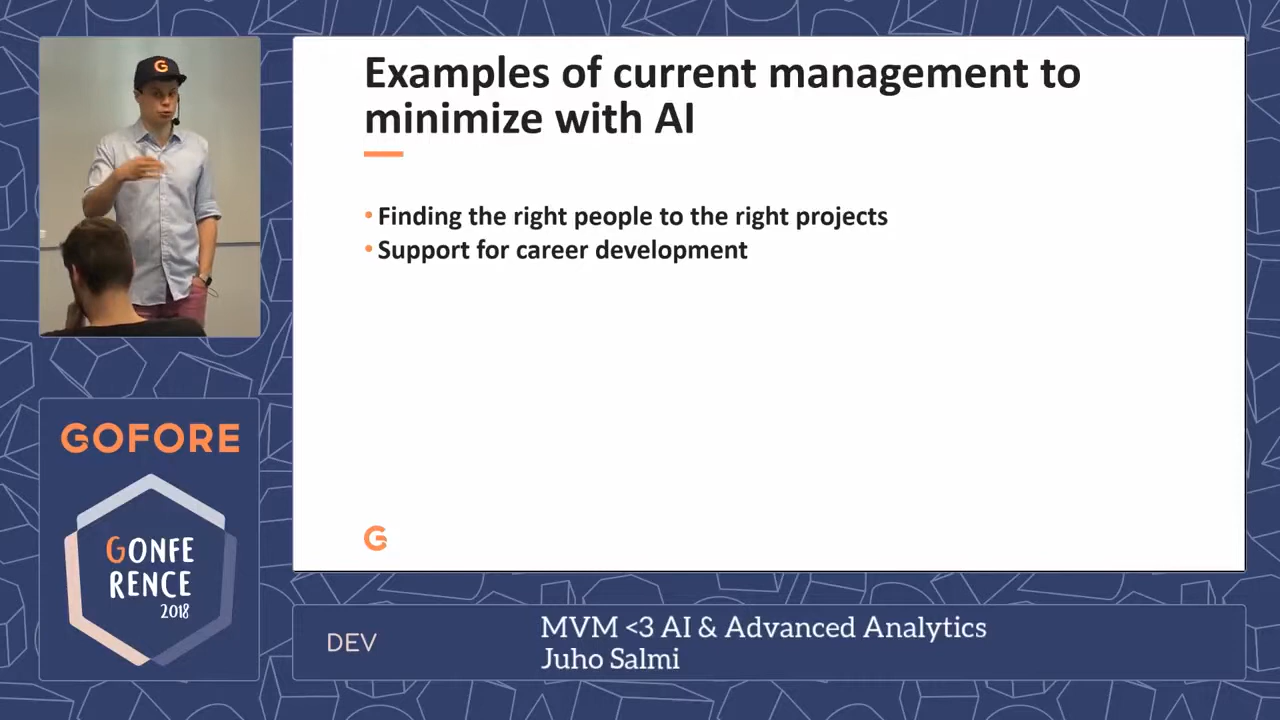 G
Examples of current management to
minimize with AI
• Finding the right people to the right projects
• Support for career development
G
GOFORE
GONFE
RENCE
2018
DEV
MVM <3 AI & Advanced Analytics
Juho Salmi